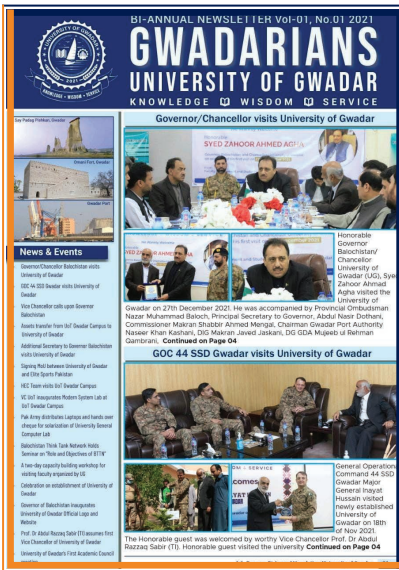 BI-ANNUAL NEWSLETTER Vol-01, No.01 2021
GWADARIANS
UNIVERSITY OF GWADAR
KNOWLEDGE WISDOM SERVICE
UNIVERSITY OF GWADAR
2021
KNOWLEDGE • WISDOM • SERVICE
Gwadar
Gwadar Port
News & Events
Governor/Chancellor Balochistan visits
University of Gwadar
GOC 44 SSD Gwadar visits University of
Gwadar
Vice Chancellor calls upon Governor
Balochistan
Assets transfer from UoT Gwadar Campus to
University of Gwadar
Additional Secretary to Governor Balochistan
visits University of Gwadar
Signing MoU between University of Gwadar
and Elite Sports Pakistan
HEC Team visits UoT Gwadar Campus
VC UoT inaugurates Modern System Lab at
UoT Gwadar Campus
Pak Army distributes Laptops and hands over
cheque for solarization of University General
Computer Lab
Balochistan Think Tank Network Holds
Seminar on "Role and Objectives of BTTN"
A two-day capacity building workshop for
visiting faculty organized by UG
Celebration on establishment of University of
Gwadar
Governor of Balochistan inaugurates
University of Gwadar Official Logo and
Website
Prof. Dr Abdul Razzaq Sabir (TI) assumes first
Vice Chancellor of University of Gwadar
University of Gwadar's First Academic Council
Governor/Chancellor visits University of Gwadar
Honorable
SYED ZAHOOR AHMED AGHA
Honorable
Governor
Balochistan/
Chancellor
University of
Gwadar (UG), Syed
Zahoor Ahmad
Agha visited the
University of
Gwadar on 27th December 2021. He was accompanied by Provincial Ombudsman
Nazar Muhammad Baloch, Principal Secretary to Governor, Abdul Nasir Dothani,
Commissioner Makran Shabbir Ahmed Mengal, Chairman Gwadar Port Authority
Naseer Khan Kashani, DIG Makran Javed Jaskani, DG GDA Mujeeb ul Rehman
Qambrani, Continued on Page 04
GOC 44 SSD Gwadar visits University of Gwadar
General Operation
Command 44 SSD
Gwadar Major
General Inayat
Hussain visited
newly established
University of
Gwadar on 18th
of Nov 2021.
The Honorable guest was welcomed by worthy Vice Chancellor Prof. Dr Abdul
Razzaq Sabir (TI). Honorable guest visited the university Continued on Page 04